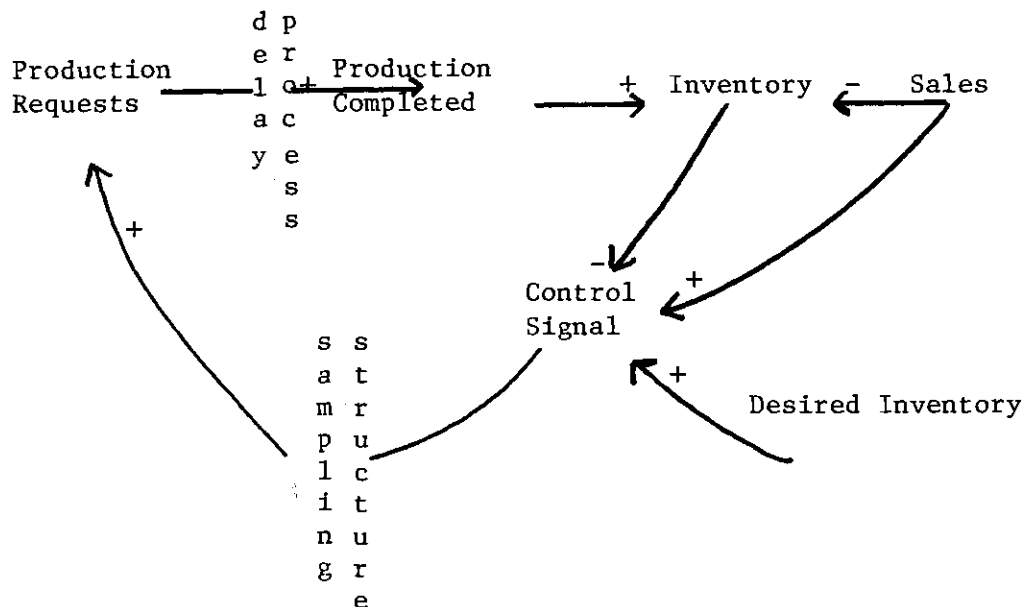 delay
process
Production
Requests
+
Production
Completed
+
Inventory
-
Sales
+
-
+
Control
Signal
+
Desired Inventory
sampling
structure